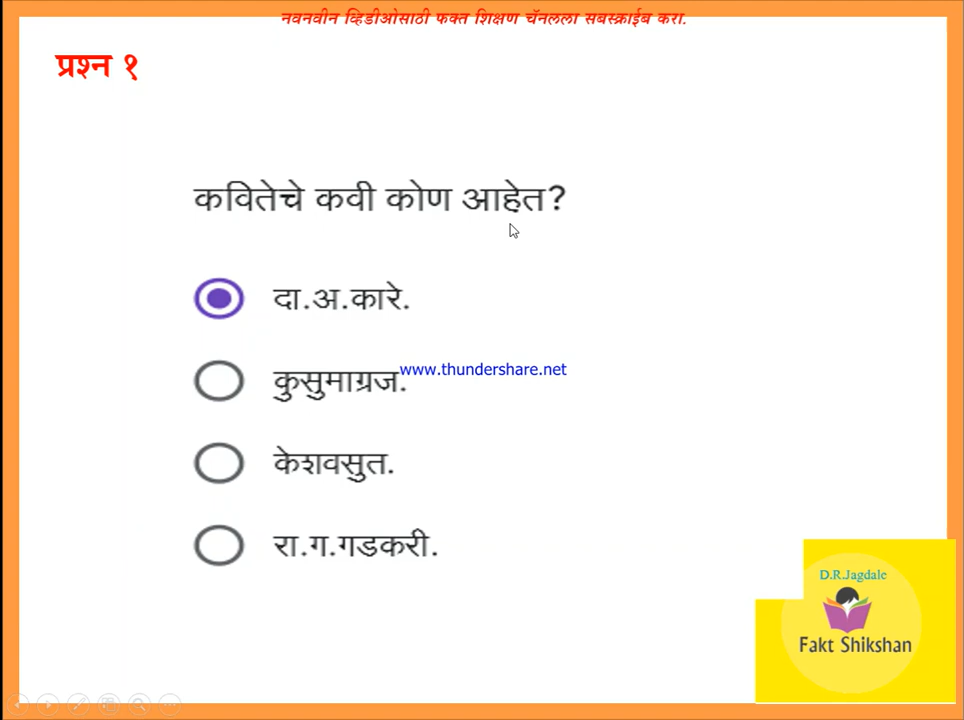 नवनवीन व्हिडीओसाठी फक्त शिक्षण चॅनलला सबस्क्राईब करा.
प्रश्न १
कवितेचे कवी कोण आहेत?
दा.अ.कारे.
www.thundershare.net
कुसुमाग्रज.
केशवसुत.
रा.ग.गडकरी.
D.R.Jagdale
Fakt Shikshan